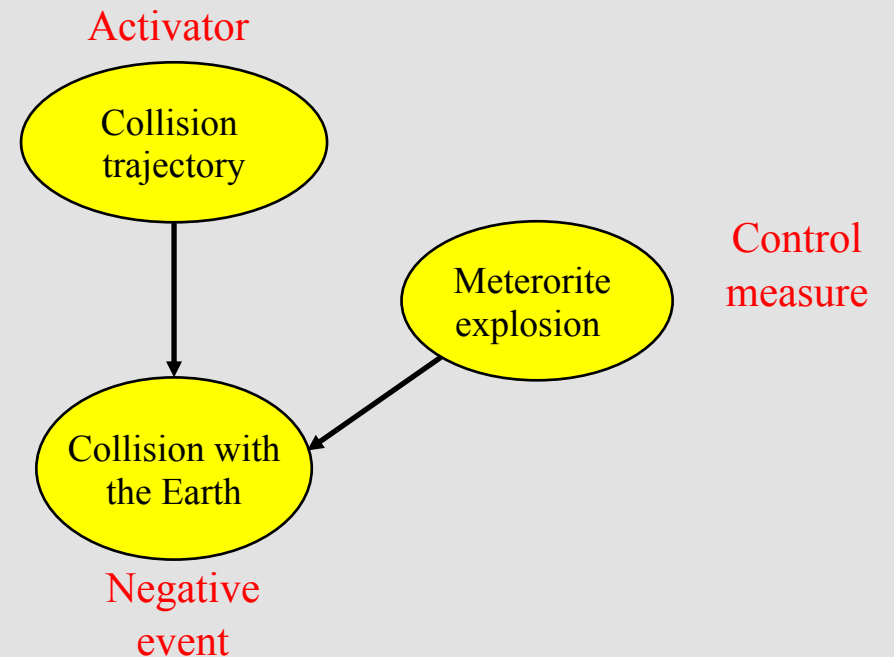 Activator
Collision
trajectory
Meterorite
explosion
Control
measure
Collision with
the Earth
Negative
event